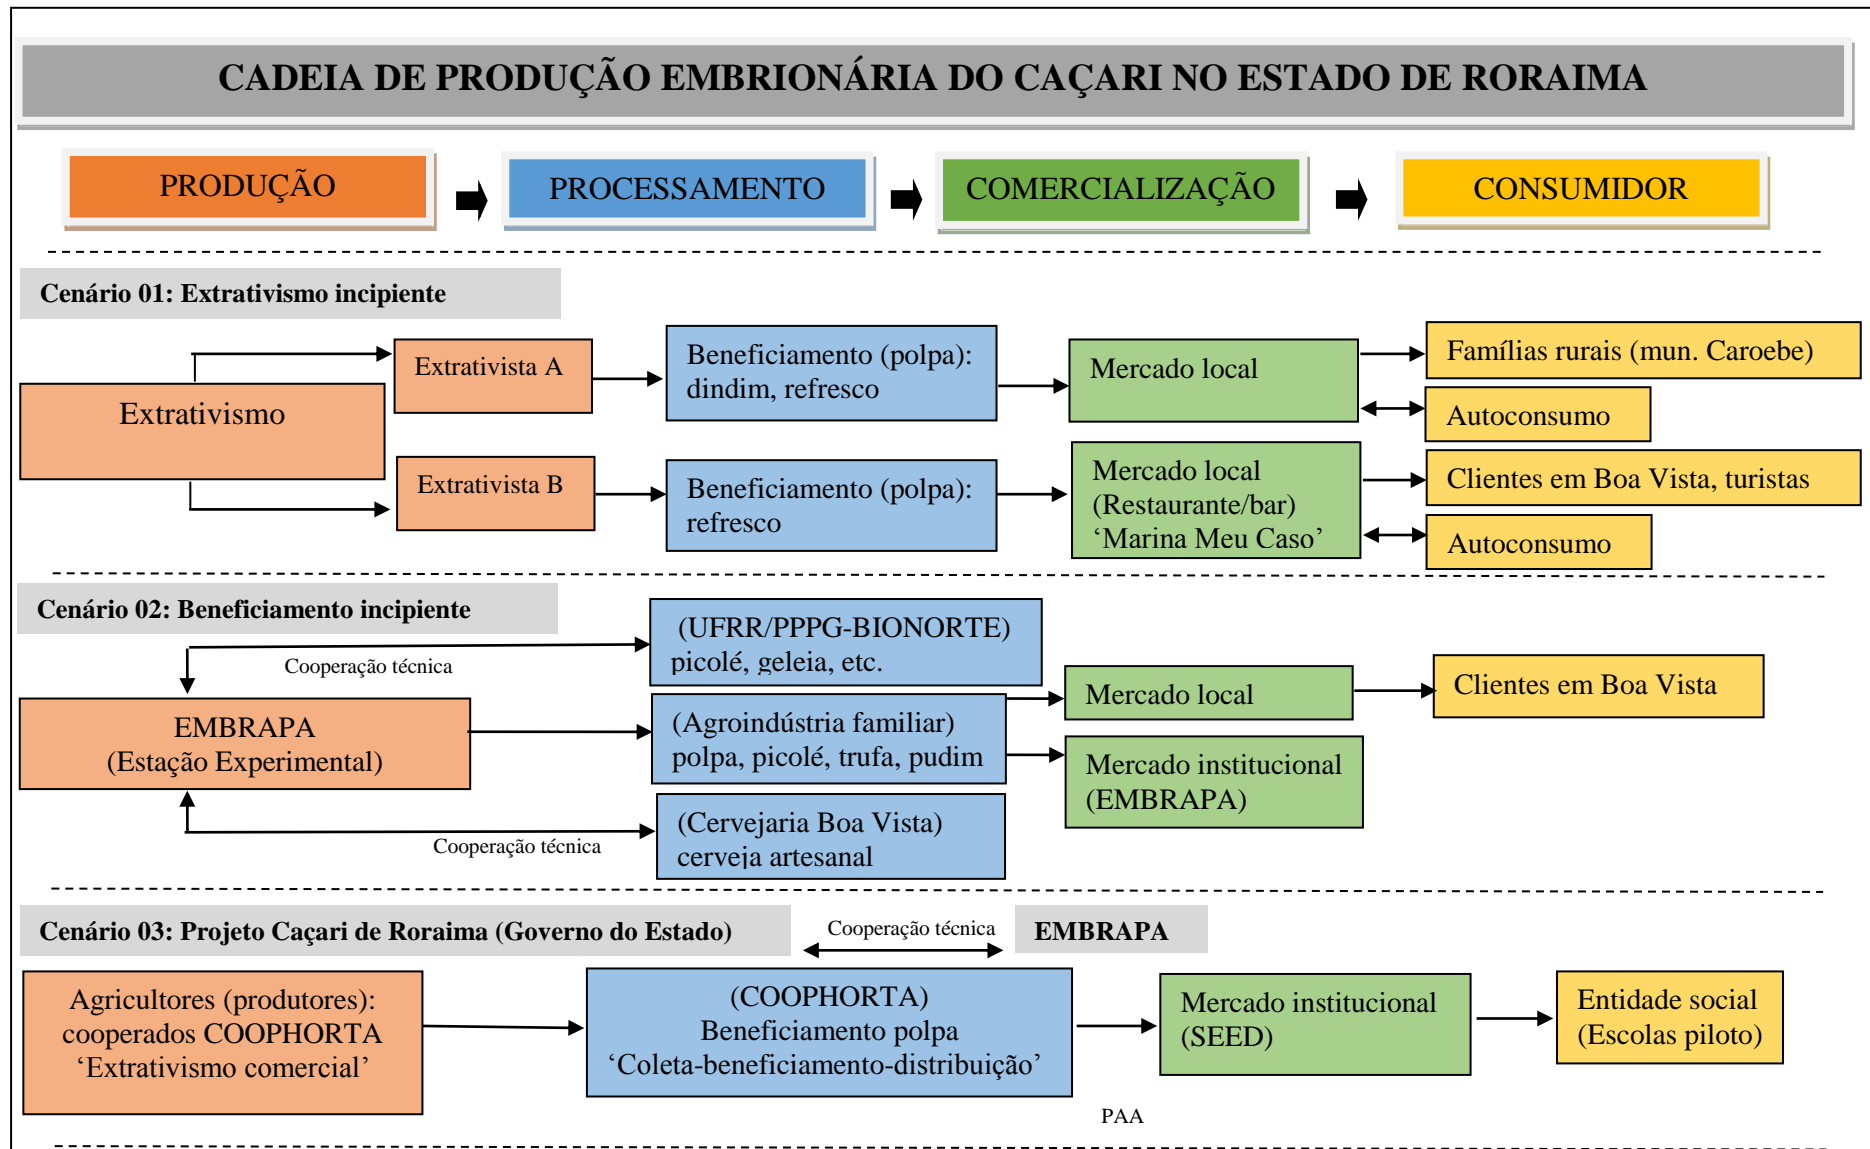 CADEIA DE PRODUÇÃO EMBRIONÁRIA DO CAÇARI NO ESTADO DE RORAIMA
PRODUÇÃO
PROCESSAMENTO
COMERCIALIZAÇÃO
CONSUMIDOR
Cenário 01: Extrativismo incipiente
Extrativismo
Extrativista A
Beneficiamento (polpa):
dindim, refresco
Mercado local
Famílias rurais (mun. Caroebe)
Autoconsumo
Extrativista B
Beneficiamento (polpa):
refresco
Mercado local
(Restaurante/bar)
‘Marina Meu Caso’
Clientes em Boa Vista, turistas
Autoconsumo
Cenário 02: Beneficiamento incipiente
Cooperação técnica
(UFRR/PPPG-BIONORTE)
picolé, geleia, etc.
EMBRAPA
(Estação Experimental)
(Agroindústria familiar)
polpa, picolé, trufa, pudim
Mercado local
Clientes em Boa Vista
Mercado institucional
(EMBRAPA)
Cooperação técnica
(Cervejaria Boa Vista)
cerveja artesanal
Cenário 03: Projeto Caçari de Roraima (Governo do Estado)
Cooperação técnica
EMBRAPA
Agricultores (produtores):
cooperados COOPHORTA
‘Extrativismo comercial’
(COOPHORTA)
Beneficiamento polpa
‘Coleta-beneficiamento-distribuição’
Mercado institucional
(SEED)
Entidade social
(Escolas piloto)
PAA